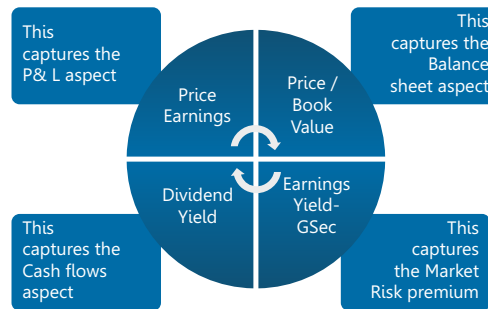 This
captures the
P& L aspect
This
captures the
Balance
sheet aspect
Price
Earnings
Price /
Book
Value
Dividend
Yield
Earnings
Yield-
GSec
This
captures the
Cash flows
aspect
This
captures
the Market
Risk premium